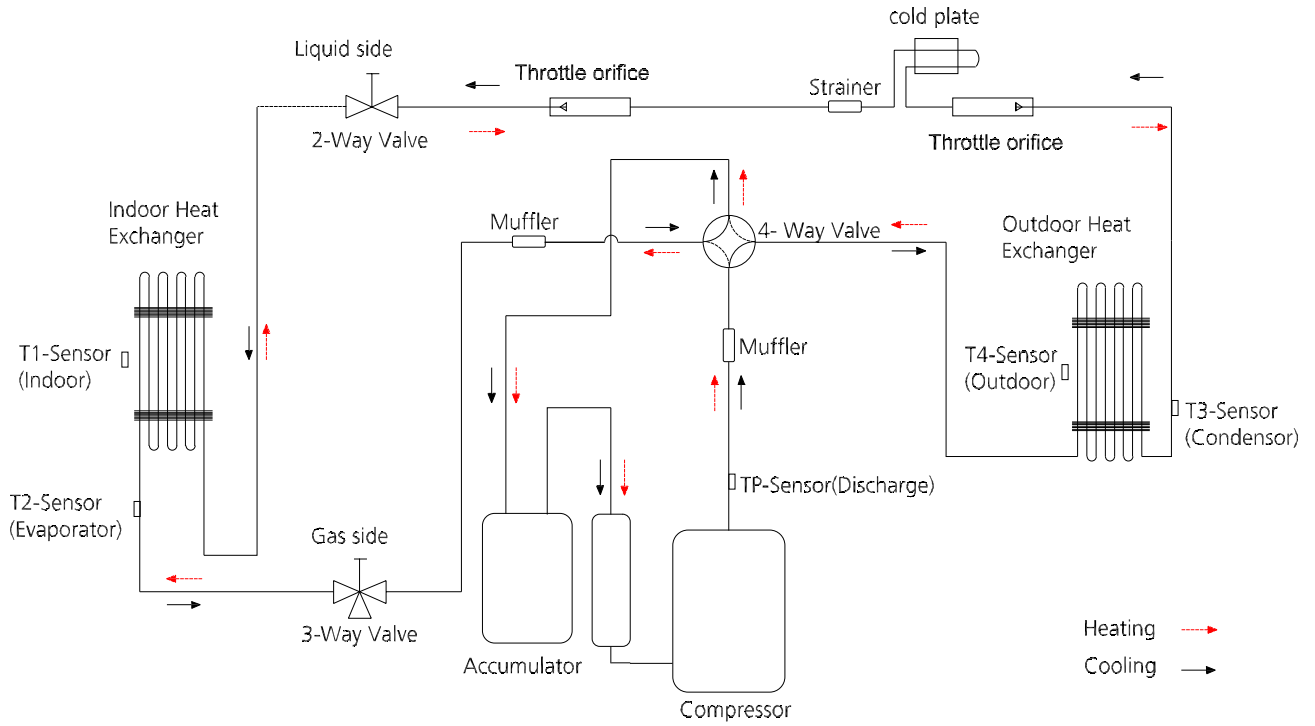 cold plate
Liquid side
Throttle orifice
Strainer
2-Way Valve
Throttle orifice
Indoor Heat
Exchanger
Muffler
4- Way Valve
Outdoor Heat
Exchanger
T1-Sensor
(Indoor)
Muffler
T4-Sensor
(Outdoor)
T3-Sensor
(Condensor)
T2-Sensor
(Evaporator)
TP-Sensor(Discharge)
Gas side
3-Way Valve
Accumulator
Compressor
Heating
Cooling